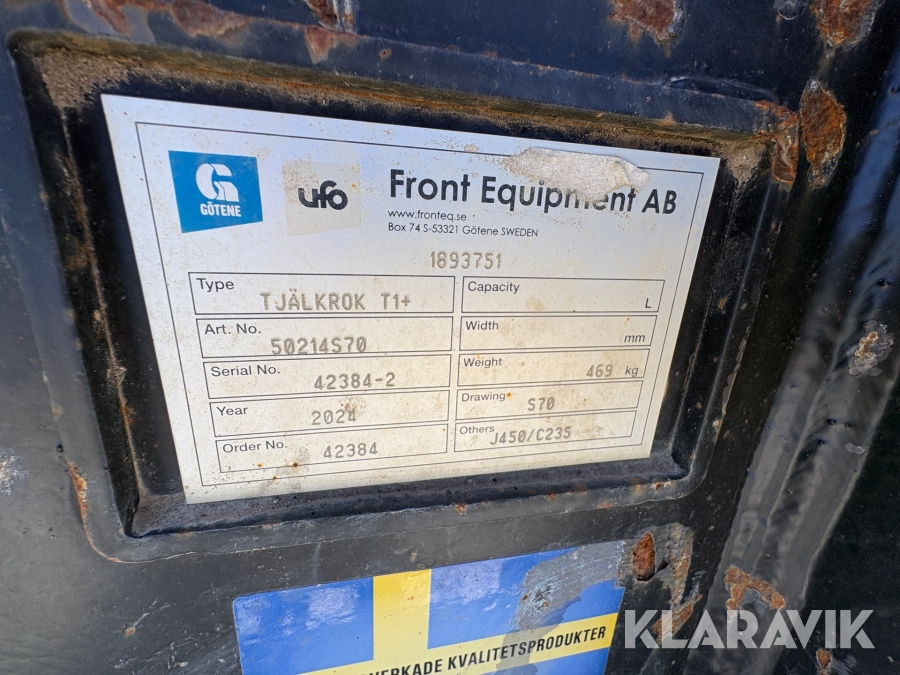 GÖTENE
ufo
Front Equipment AB
www.fronteq.se
Box 74 S-53321 Götene SWEDEN
1893751
Type TJÄLKROK T1+
Capacity L
Art. No. 50214S70
Width mm
Serial No. 42384-2
Weight 469 kg
Year 2024
Drawing S70
Order No. 42384
Others J450/C235
KVALITETSPRODUKTER
KLARAVIK